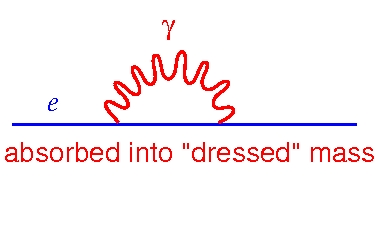 γ
e
absorbed into "dressed" mass